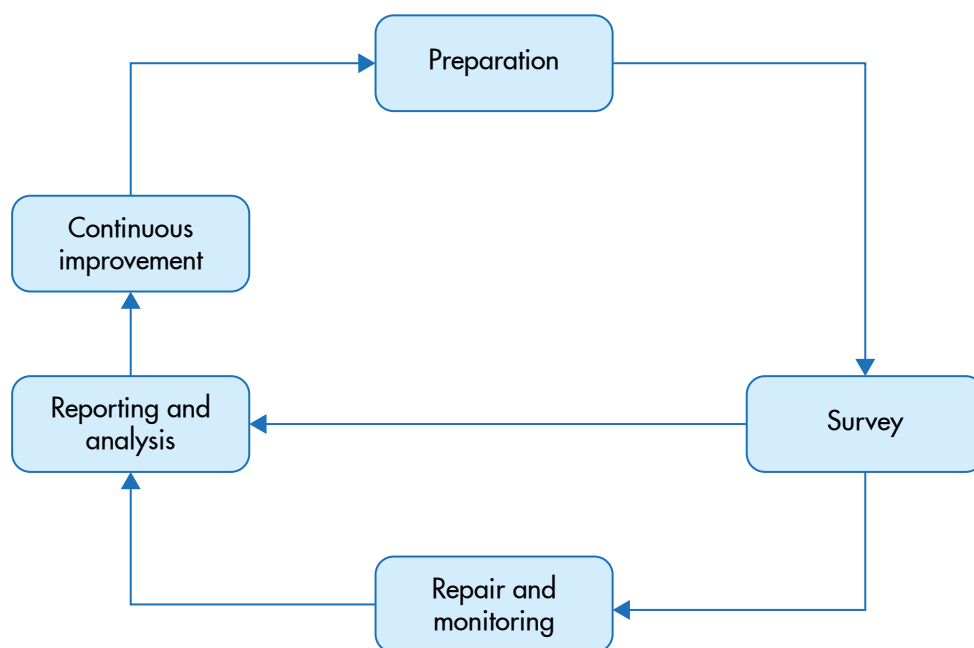 Preparation
Continuous
improvement
Reporting and
analysis
Survey
Repair and
monitoring